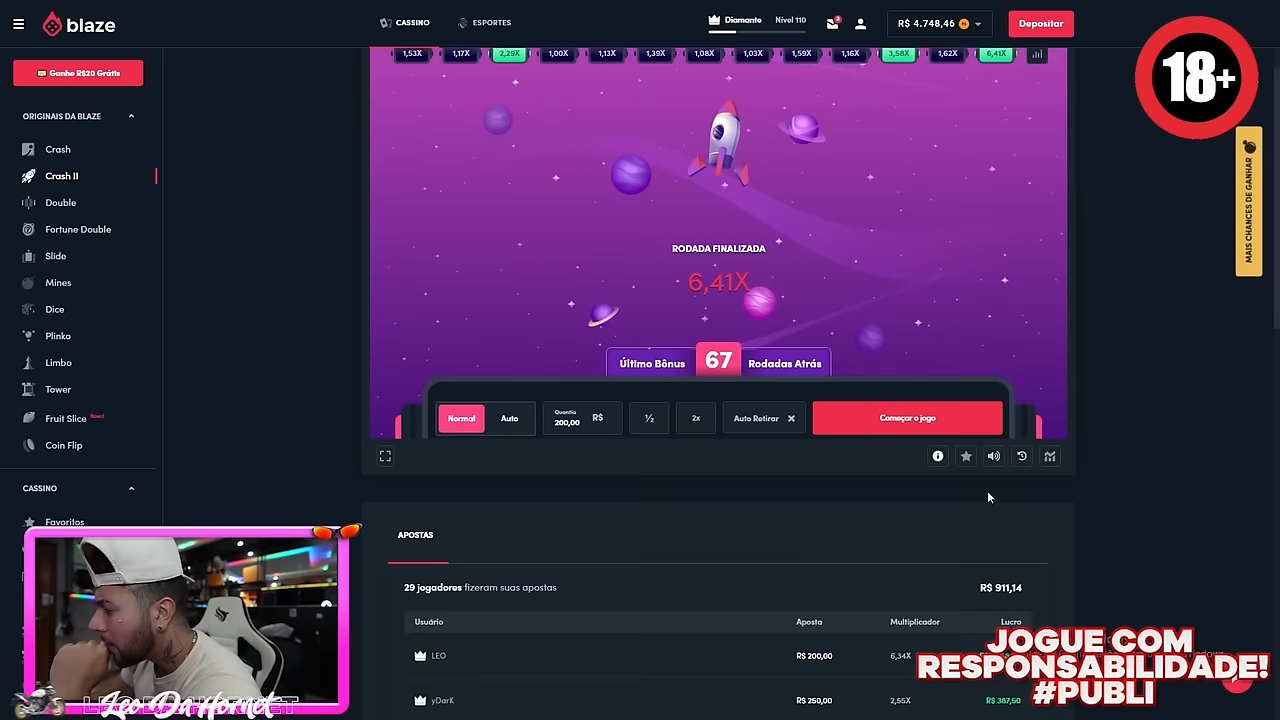 blaze
CASSINO
ESPORTES
Diamante
Nível 110
R$ 4.748,46
Depositar
Ganhe R$20 Grátis
ORIGINAIS DA BLAZE
Crash
Crash II
Double
Fortune Double
Slide
Mines
Dice
Plinko
Limbo
Tower
Fruit Slice Novo!
Coin Flip
CASSINO
Favoritos
1,53X
1,17X
2,29X
1,00X
1,13X
1,39X
1,08X
1,03X
1,59X
1,16X
3,58X
1,62X
6,41X
RODADA FINALIZADA
6,41X
Último Bônus
67
Rodadas Atrás
Normal
Auto
Quantia
200,00
R$
½
2x
Auto Retirar
Começar o jogo
APOSTAS
29 jogadores fizeram suas apostas
R$ 911,14
Usuário
Aposta
Multiplicador
Lucro
LEO
R$ 200,00
6,34X
yDarK
R$ 250,00
2,55X
R$ 387,50
18+
MAIS CHANCES DE GANHAR
JOGUE COM
RESPONSABILIDADE!
#PUBLI
Leo Da Hornet